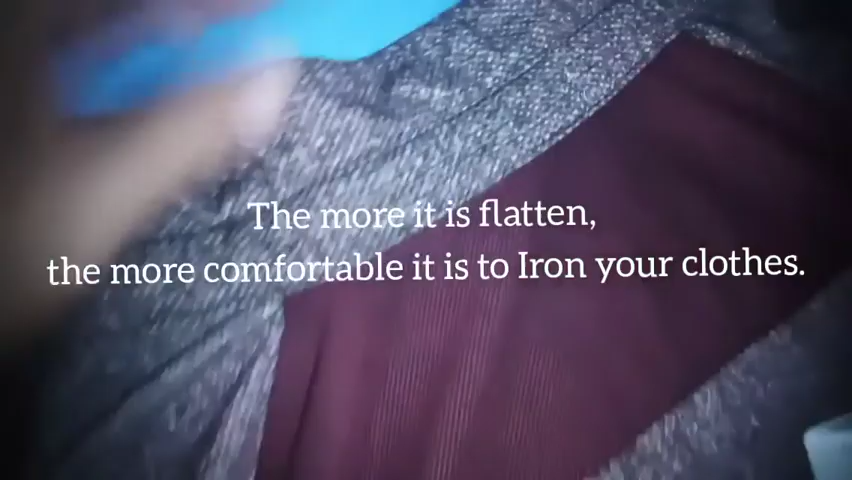 The more it is flatten,
the more comfortable it is to Iron your clothes.